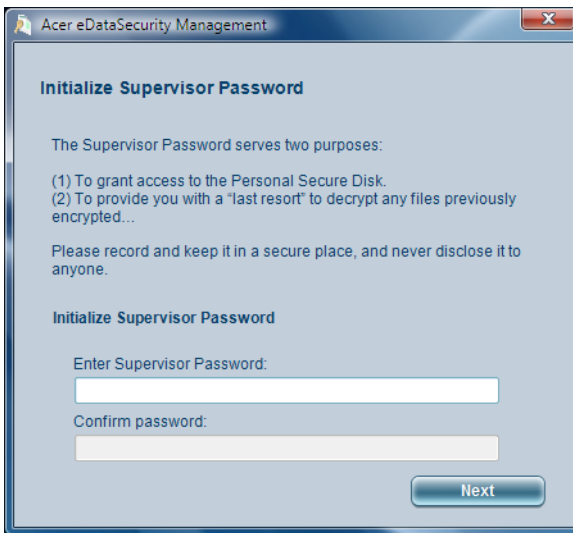 Acer eDataSecurity Management
Initialize Supervisor Password
The Supervisor Password serves two purposes:
(1) To grant access to the Personal Secure Disk.
(2) To provide you with a “last resort” to decrypt any files previously
encrypted...
Please record and keep it in a secure place, and never disclose it to
anyone.
Initialize Supervisor Password
Enter Supervisor Password:
Confirm password:
Next